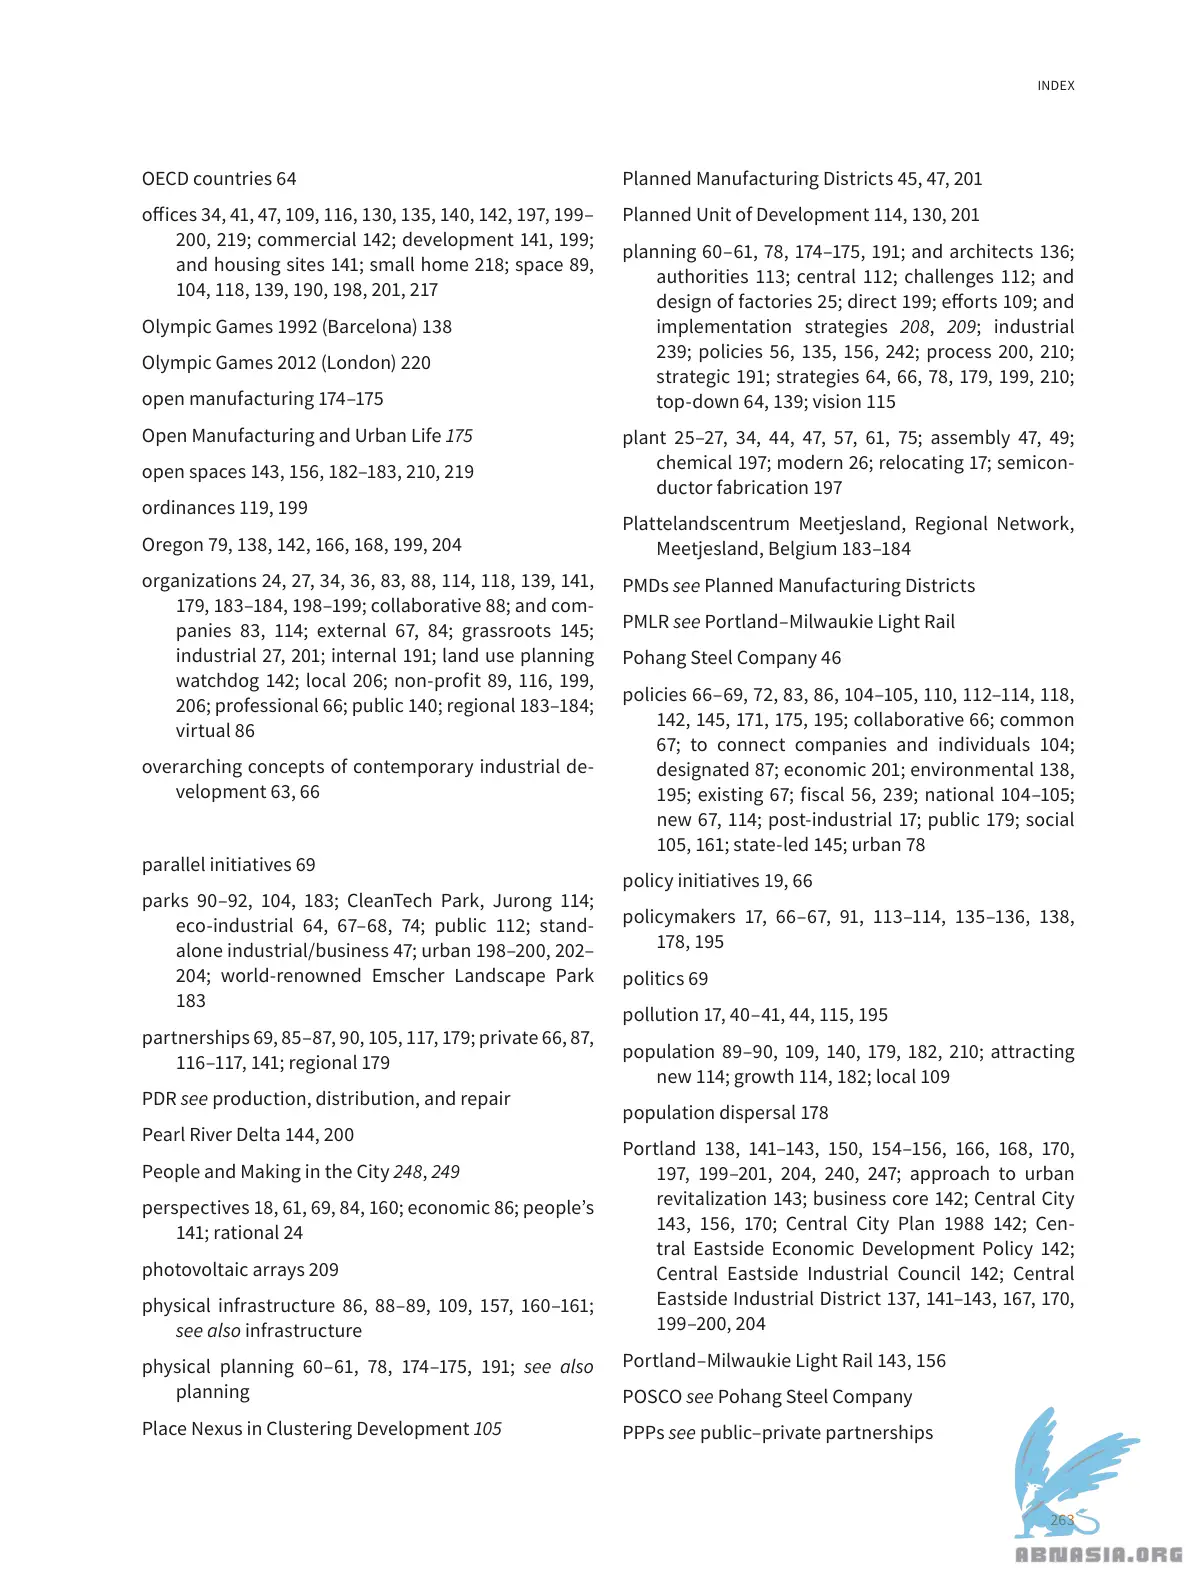 INDEX
OECD countries 64
offices 34, 41, 47, 109, 116, 130, 135, 140, 142, 197, 199–
200, 219; commercial 142; development 141, 199;
and housing sites 141; small home 218; space 89,
104, 118, 139, 190, 198, 201, 217
Olympic Games 1992 (Barcelona) 138
Olympic Games 2012 (London) 220
open manufacturing 174–175
Open Manufacturing and Urban Life 175
open spaces 143, 156, 182–183, 210, 219
ordinances 119, 199
Oregon 79, 138, 142, 166, 168, 199, 204
organizations 24, 27, 34, 36, 83, 88, 114, 118, 139, 141,
179, 183–184, 198–199; collaborative 88; and com-
panies 83, 114; external 67, 84; grassroots 145;
industrial 27, 201; internal 191; land use planning
watchdog 142; local 206; non-profit 89, 116, 199,
206; professional 66; public 140; regional 183–184;
virtual 86
overarching concepts of contemporary industrial de-
velopment 63, 66
parallel initiatives 69
parks 90–92, 104, 183; CleanTech Park, Jurong 114;
eco-industrial 64, 67–68, 74; public 112; stand-
alone industrial/business 47; urban 198–200, 202–
204; world-renowned Emscher Landscape Park
183
partnerships 69, 85–87, 90, 105, 117, 179; private 66, 87,
116–117, 141; regional 179
PDR see production, distribution, and repair
Pearl River Delta 144, 200
People and Making in the City 248, 249
perspectives 18, 61, 69, 84, 160; economic 86; people’s
141; rational 24
photovoltaic arrays 209
physical infrastructure 86, 88–89, 109, 157, 160–161;
see also infrastructure
physical planning 60–61, 78, 174–175, 191; see also
planning
Place Nexus in Clustering Development 105
Planned Manufacturing Districts 45, 47, 201
Planned Unit of Development 114, 130, 201
planning 60–61, 78, 174–175, 191; and architects 136;
authorities 113; central 112; challenges 112; and
design of factories 25; direct 199; efforts 109; and
implementation strategies 208, 209; industrial
239; policies 56, 135, 156, 242; process 200, 210;
strategic 191; strategies 64, 66, 78, 179, 199, 210;
top-down 64, 139; vision 115
plant 25–27, 34, 44, 47, 57, 61, 75; assembly 47, 49;
chemical 197; modern 26; relocating 17; semicon-
ductor fabrication 197
Plattelandscentrum Meetjesland, Regional Network,
Meetjesland, Belgium 183–184
PMDs see Planned Manufacturing Districts
PMLR see Portland–Milwaukie Light Rail
Pohang Steel Company 46
policies 66–69, 72, 83, 86, 104–105, 110, 112–114, 118,
142, 145, 171, 175, 195; collaborative 66; common
67; to connect companies and individuals 104;
designated 87; economic 201; environmental 138,
195; existing 67; fiscal 56, 239; national 104–105;
new 67, 114; post-industrial 17; public 179; social
105, 161; state-led 145; urban 78
policy initiatives 19, 66
policymakers 17, 66–67, 91, 113–114, 135–136, 138,
178, 195
politics 69
pollution 17, 40–41, 44, 115, 195
population 89–90, 109, 140, 179, 182, 210; attracting
new 114; growth 114, 182; local 109
population dispersal 178
Portland 138, 141–143, 150, 154–156, 166, 168, 170,
197, 199–201, 204, 240, 247; approach to urban
revitalization 143; business core 142; Central City
143, 156, 170; Central City Plan 1988 142; Cen-
tral Eastside Economic Development Policy 142;
Central Eastside Industrial Council 142; Central
Eastside Industrial District 137, 141–143, 167, 170,
199–200, 204
Portland–Milwaukie Light Rail 143, 156
POSCO see Pohang Steel Company
PPPs see public–private partnerships
263
ABNASIA.ORG